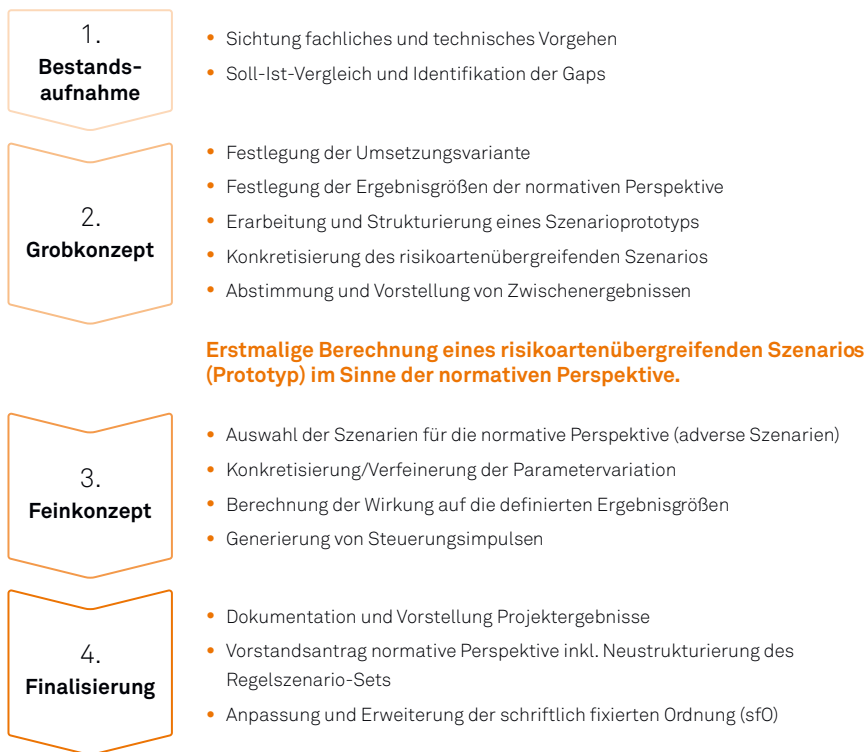 1.
Bestands-
aufnahme
• Sichtung fachliches und technisches Vorgehen
• Soll-Ist-Vergleich und Identifikation der Gaps
2.
Grobkonzept
• Festlegung der Umsetzungsvariante
• Festlegung der Ergebnisgrößen der normativen Perspektive
• Erarbeitung und Strukturierung eines Szenarioprototyps
• Konkretisierung des risikoartenübergreifenden Szenarios
• Abstimmung und Vorstellung von Zwischenergebnissen
Erstmalige Berechnung eines risikoartenübergreifenden Szenarios
(Prototyp) im Sinne der normativen Perspektive.
3.
Feinkonzept
• Auswahl der Szenarien für die normative Perspektive (adverse Szenarien)
• Konkretisierung/Verfeinerung der Parametervariation
• Berechnung der Wirkung auf die definierten Ergebnisgrößen
• Generierung von Steuerungsimpulsen
4.
Finalisierung
• Dokumentation und Vorstellung Projektergebnisse
• Vorstandsantrag normative Perspektive inkl. Neustrukturierung des
Regelszenario-Sets
• Anpassung und Erweiterung der schriftlich fixierten Ordnung (sfO)